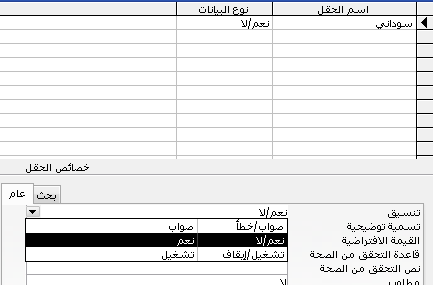 اسم الحقل نوع البيانات
سوداني نعم/لا
خصائص الحقل
عام بحث
تنسيق نعم/لا
تسمية توضيحية صواب/خطأ صواب
القيمة الافتراضية نعم/لا نعم
قاعدة التحقق من الصحة تشغيل/إيقاف تشغيل
نص التحقق من الصحة
مطلوب لا